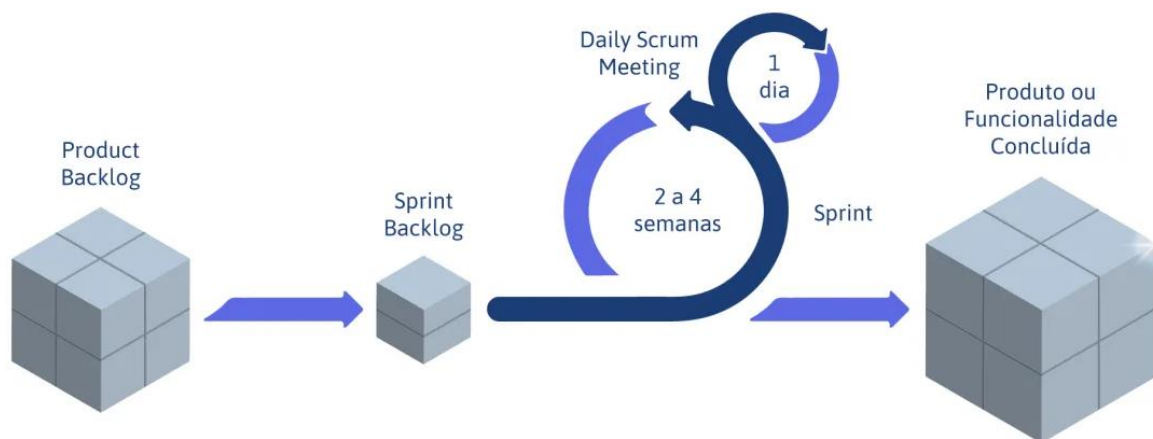 Product
Backlog
Sprint
Backlog
Daily Scrum
Meeting
1
dia
2 a 4
semanas
Sprint
Produto ou
Funcionalidade
Concluída